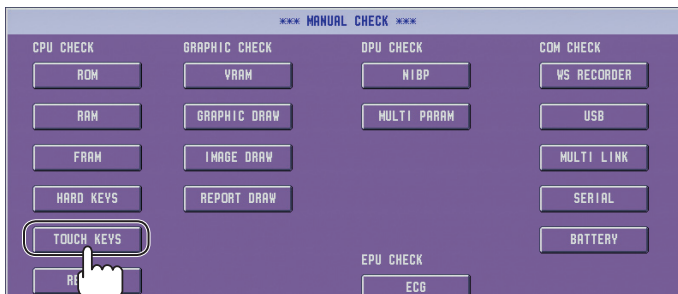 *** MANUAL CHECK ***
CPU CHECK GRAPHIC CHECK DPU CHECK COM CHECK
ROM VRAM NIBP WS RECORDER
RAM GRAPHIC DRAW MULTI PARAM USB
FRAM IMAGE DRAW MULTI LINK
HARD KEYS REPORT DRAW SERIAL
TOUCH KEYS BATTERY
EPU CHECK
ECG